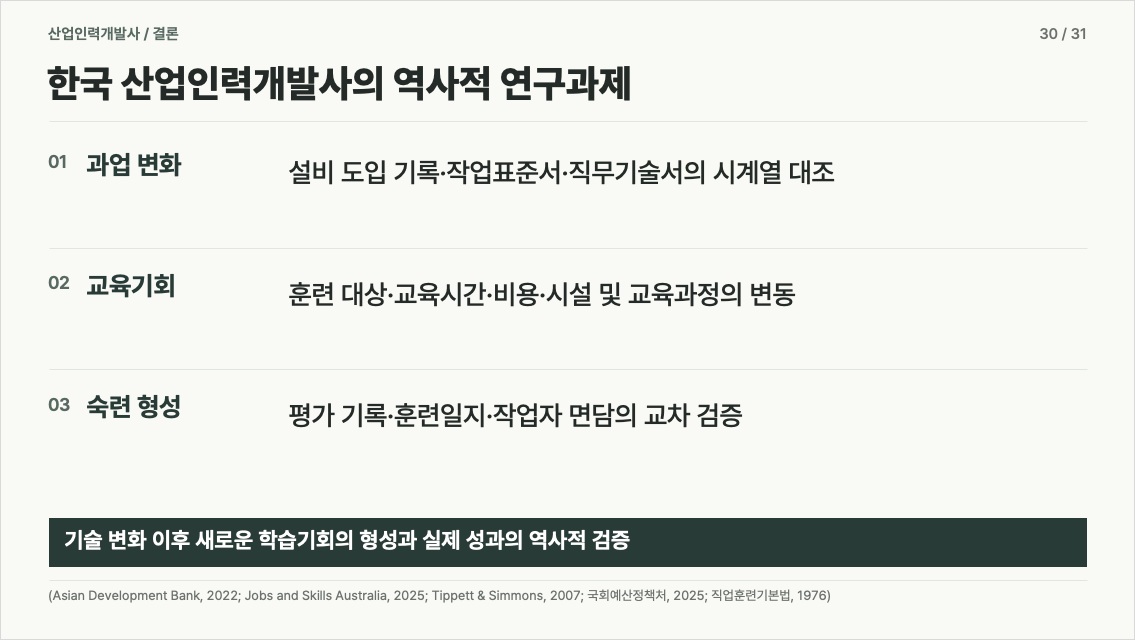 산업인력개발사 / 결론
30 / 31
한국 산업인력개발사의 역사적 연구과제
01 과업 변화 설비 도입 기록·작업표준서·직무기술서의 시계열 대조
02 교육기회 훈련 대상·교육시간·비용·시설 및 교육과정의 변동
03 숙련 형성 평가 기록·훈련일지·작업자 면담의 교차 검증
기술 변화 이후 새로운 학습기회의 형성과 실제 성과의 역사적 검증
(Asian Development Bank, 2022; Jobs and Skills Australia, 2025; Tippett & Simmons, 2007; 국회예산정책처, 2025; 직업훈련기본법, 1976)